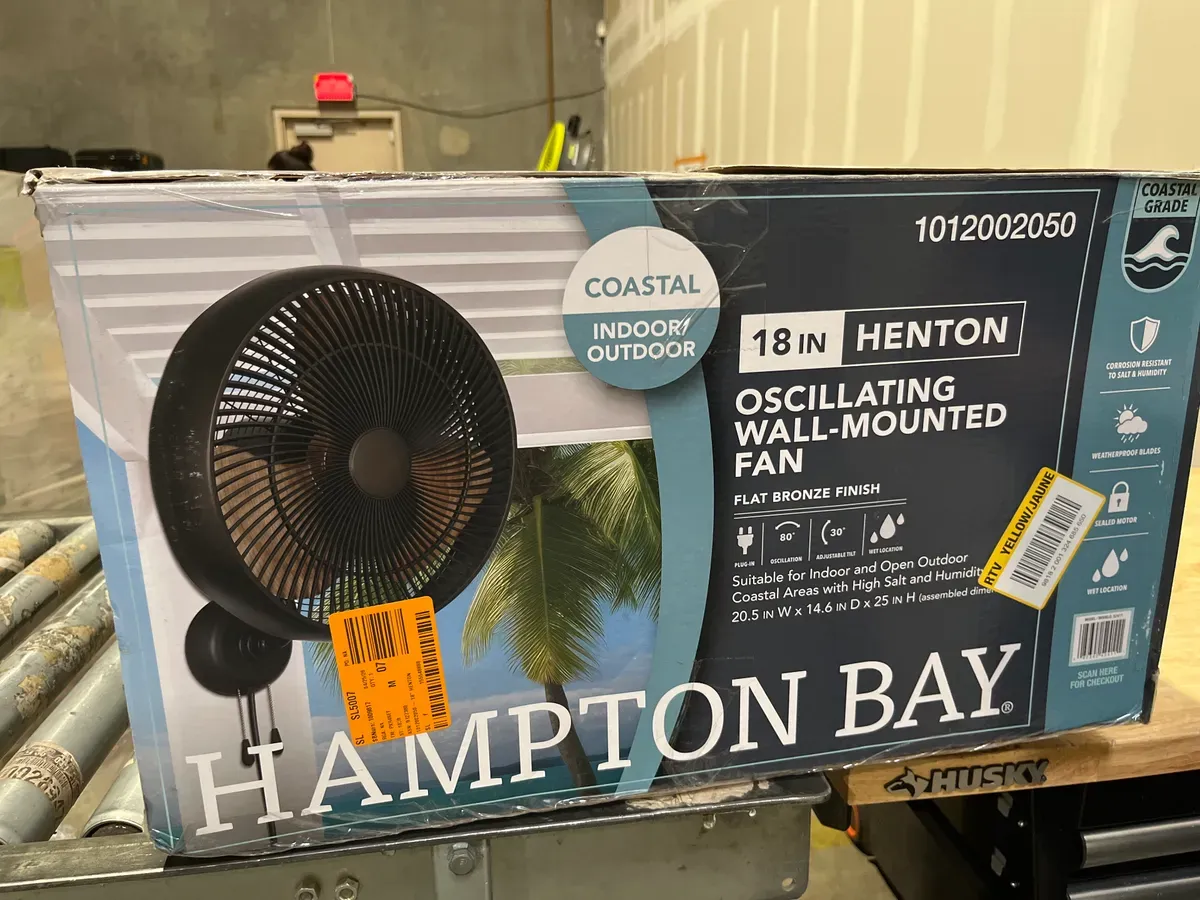 COASTAL
GRADE
1012002050
COASTAL
INDOOR/
OUTDOOR
18 IN HENTON
OSCILLATING
WALL-MOUNTED
FAN
FLAT BRONZE FINISH
PLUG-IN
80°
OSCILLATION
30°
ADJUSTABLE TILT
WET LOCATION
Suitable for Indoor and Open Outdoor
Coastal Areas with High Salt and Humidity
20.5 IN W x 14.6 IN D x 25 IN H (assembled
CORROSION RESISTANT
TO SALT & HUMIDITY
WEATHERPROOF BLADES
SEALED MOTOR
WET LOCATION
SCAN HERE
FOR CHECKOUT
RTV YELLOW/JAUNE
SL SL5007
M 07
HAMPTON BAY®
HUSKY